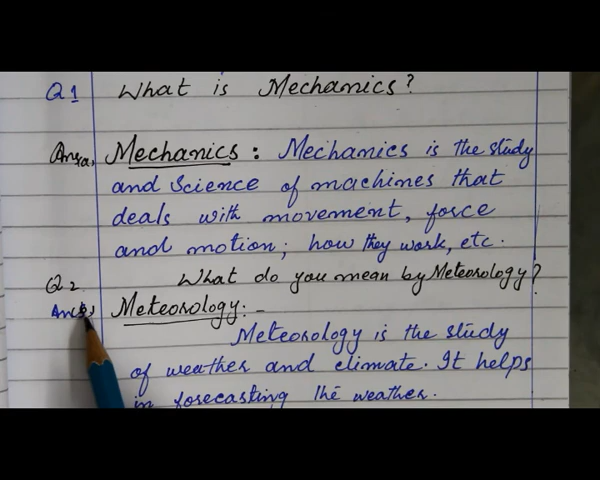 Q1 What is Mechanics?
Ans, Mechanics : Mechanics is the study
and Science of machines that
deals with movement, force
and motion; how they work, etc.
Q2. What do you mean by Meteorology?
Meteorology: -
Meteorology is the study
of weather and climate. It helps
in forecasting the weather.